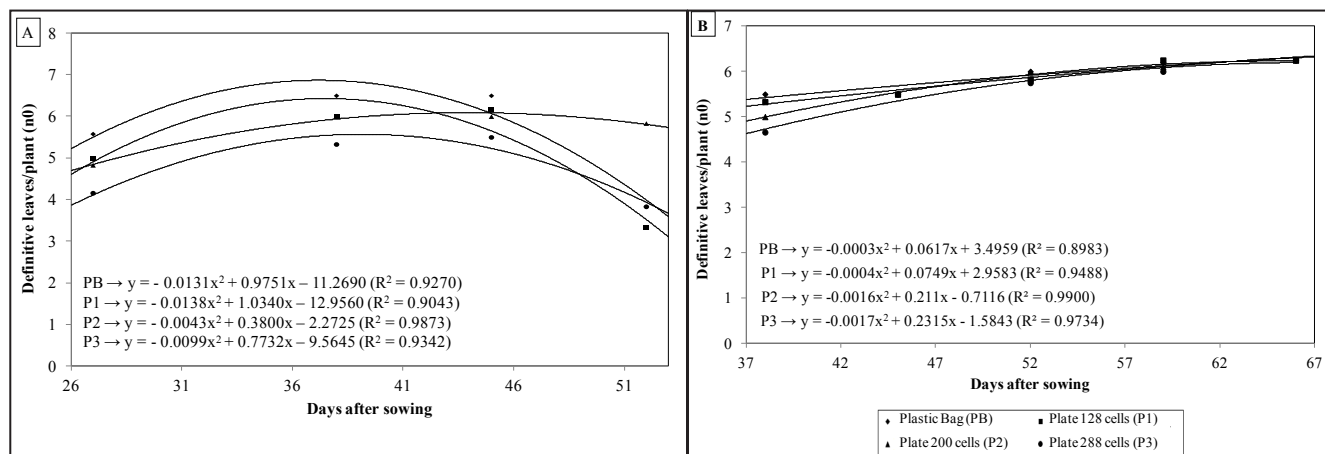 A
Definitive leaves/plant (n0)
8
7
6
5
4
3
2
1
0
PB → y = - 0.0131x² + 0.9751x – 11.2690 (R² = 0.9270)
P1 → y = - 0.0138x² + 1.0340x – 12.9560 (R² = 0.9043)
P2 → y = - 0.0043x² + 0.3800x – 2.2725 (R² = 0.9873)
P3 → y = - 0.0099x² + 0.7732x – 9.5645 (R² = 0.9342)
26 31 36 41 46 51
Days after sowing
B
Definitive leaves/plant (n0)
7
6
5
4
3
2
1
0
PB → y = -0.0003x² + 0.0617x + 3.4959 (R² = 0.8983)
P1 → y = -0.0004x² + 0.0749x + 2.9583 (R² = 0.9488)
P2 → y = -0.0016x² + 0.211x - 0.7116 (R² = 0.9900)
P3 → y = -0.0017x² + 0.2315x - 1.5843 (R² = 0.9734)
37 42 47 52 57 62 67
Days after sowing
Plastic Bag (PB) Plate 128 cells (P1)
Plate 200 cells (P2) Plate 288 cells (P3)